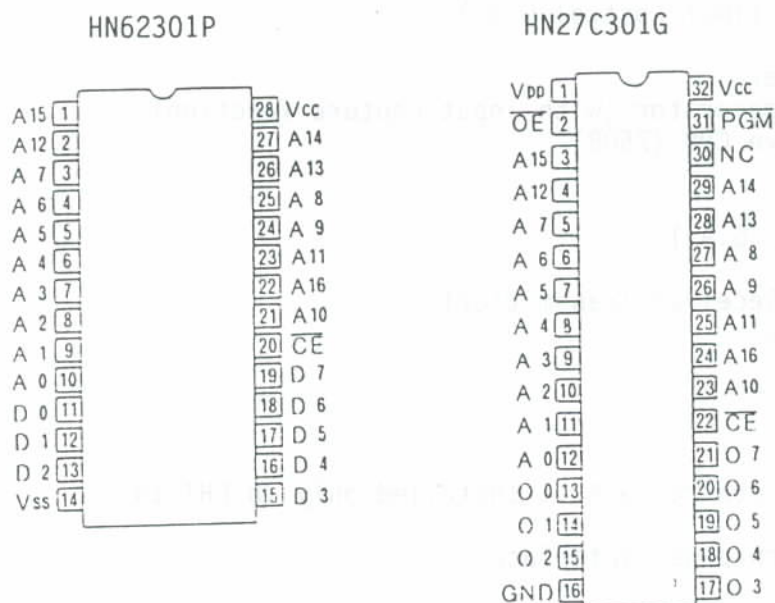 HN62301P
A15 1 28 Vcc
A12 2 27 A14
A 7 3 26 A13
A 6 4 25 A 8
A 5 5 24 A 9
A 4 6 23 A11
A 3 7 22 A16
A 2 8 21 A10
A 1 9 20 C̅E̅
A 0 10 19 D 7
D 0 11 18 D 6
D 1 12 17 D 5
D 2 13 16 D 4
Vss 14 15 D 3
HN27C301G
Vpp 1 32 Vcc
O̅E̅ 2 31 P̅G̅M̅
A15 3 30 NC
A12 4 29 A14
A 7 5 28 A13
A 6 6 27 A 8
A 5 7 26 A 9
A 4 8 25 A11
A 3 9 24 A16
A 2 10 23 A10
A 1 11 22 C̅E̅
A 0 12 21 O 7
O 0 13 20 O 6
O 1 14 19 O 5
O 2 15 18 O 4
GND 16 17 O 3